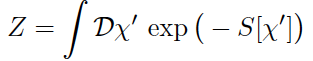 Z = ∫ 𝒟χ′ exp ( − S[χ′])